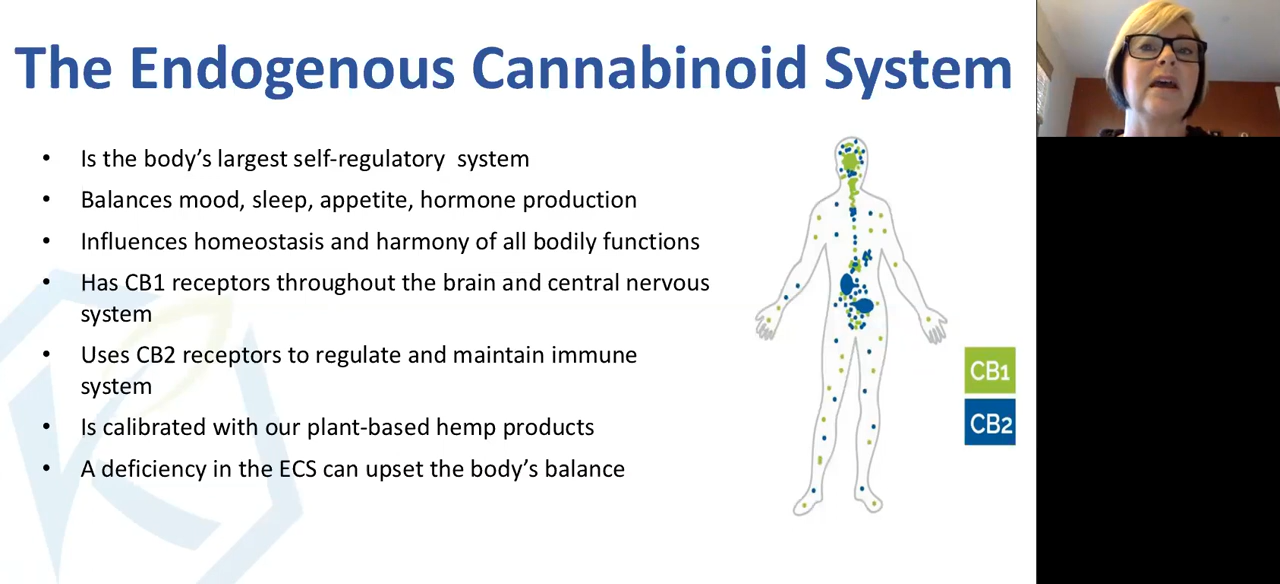 The Endogenous Cannabinoid System
• Is the body’s largest self-regulatory system
• Balances mood, sleep, appetite, hormone production
• Influences homeostasis and harmony of all bodily functions
• Has CB1 receptors throughout the brain and central nervous
system
• Uses CB2 receptors to regulate and maintain immune
system
• Is calibrated with our plant-based hemp products
• A deficiency in the ECS can upset the body’s balance
CB1
CB2